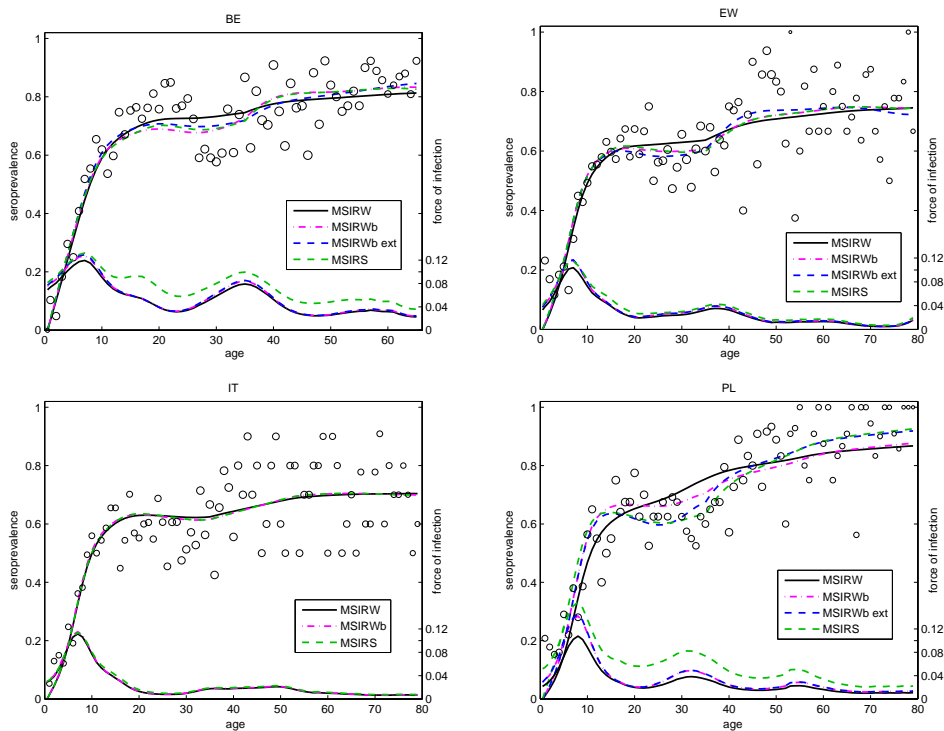 BE
1
0.8
0.6
0.4
0.2
0
seroprevalence
0.12
0.08
0.04
0
force of infection
0 10 20 30 40 50 60
age
MSIRW
MSIRWb
MSIRWb ext
MSIRS
EW
1
0.8
0.6
0.4
0.2
0
seroprevalence
0.12
0.1
0.04
0
force of infection
0 10 20 30 40 50 60 70 80
age
MSIRW
MSIRWb
MSIRWb ext
MSIRS
IT
1
0.8
0.6
0.4
0.2
0
seroprevalence
0.12
0.08
0.04
0
force of infection
0 10 20 30 40 50 60 70 80
age
MSIRW
MSIRWb
MSIRS
PL
1
0.8
0.6
0.4
0.2
0
seroprevalence
0.12
0.08
0.04
0
force of infection
0 10 20 30 40 50 60 70 80
age
MSIRW
MSIRWb
MSIRWb ext
MSIRS